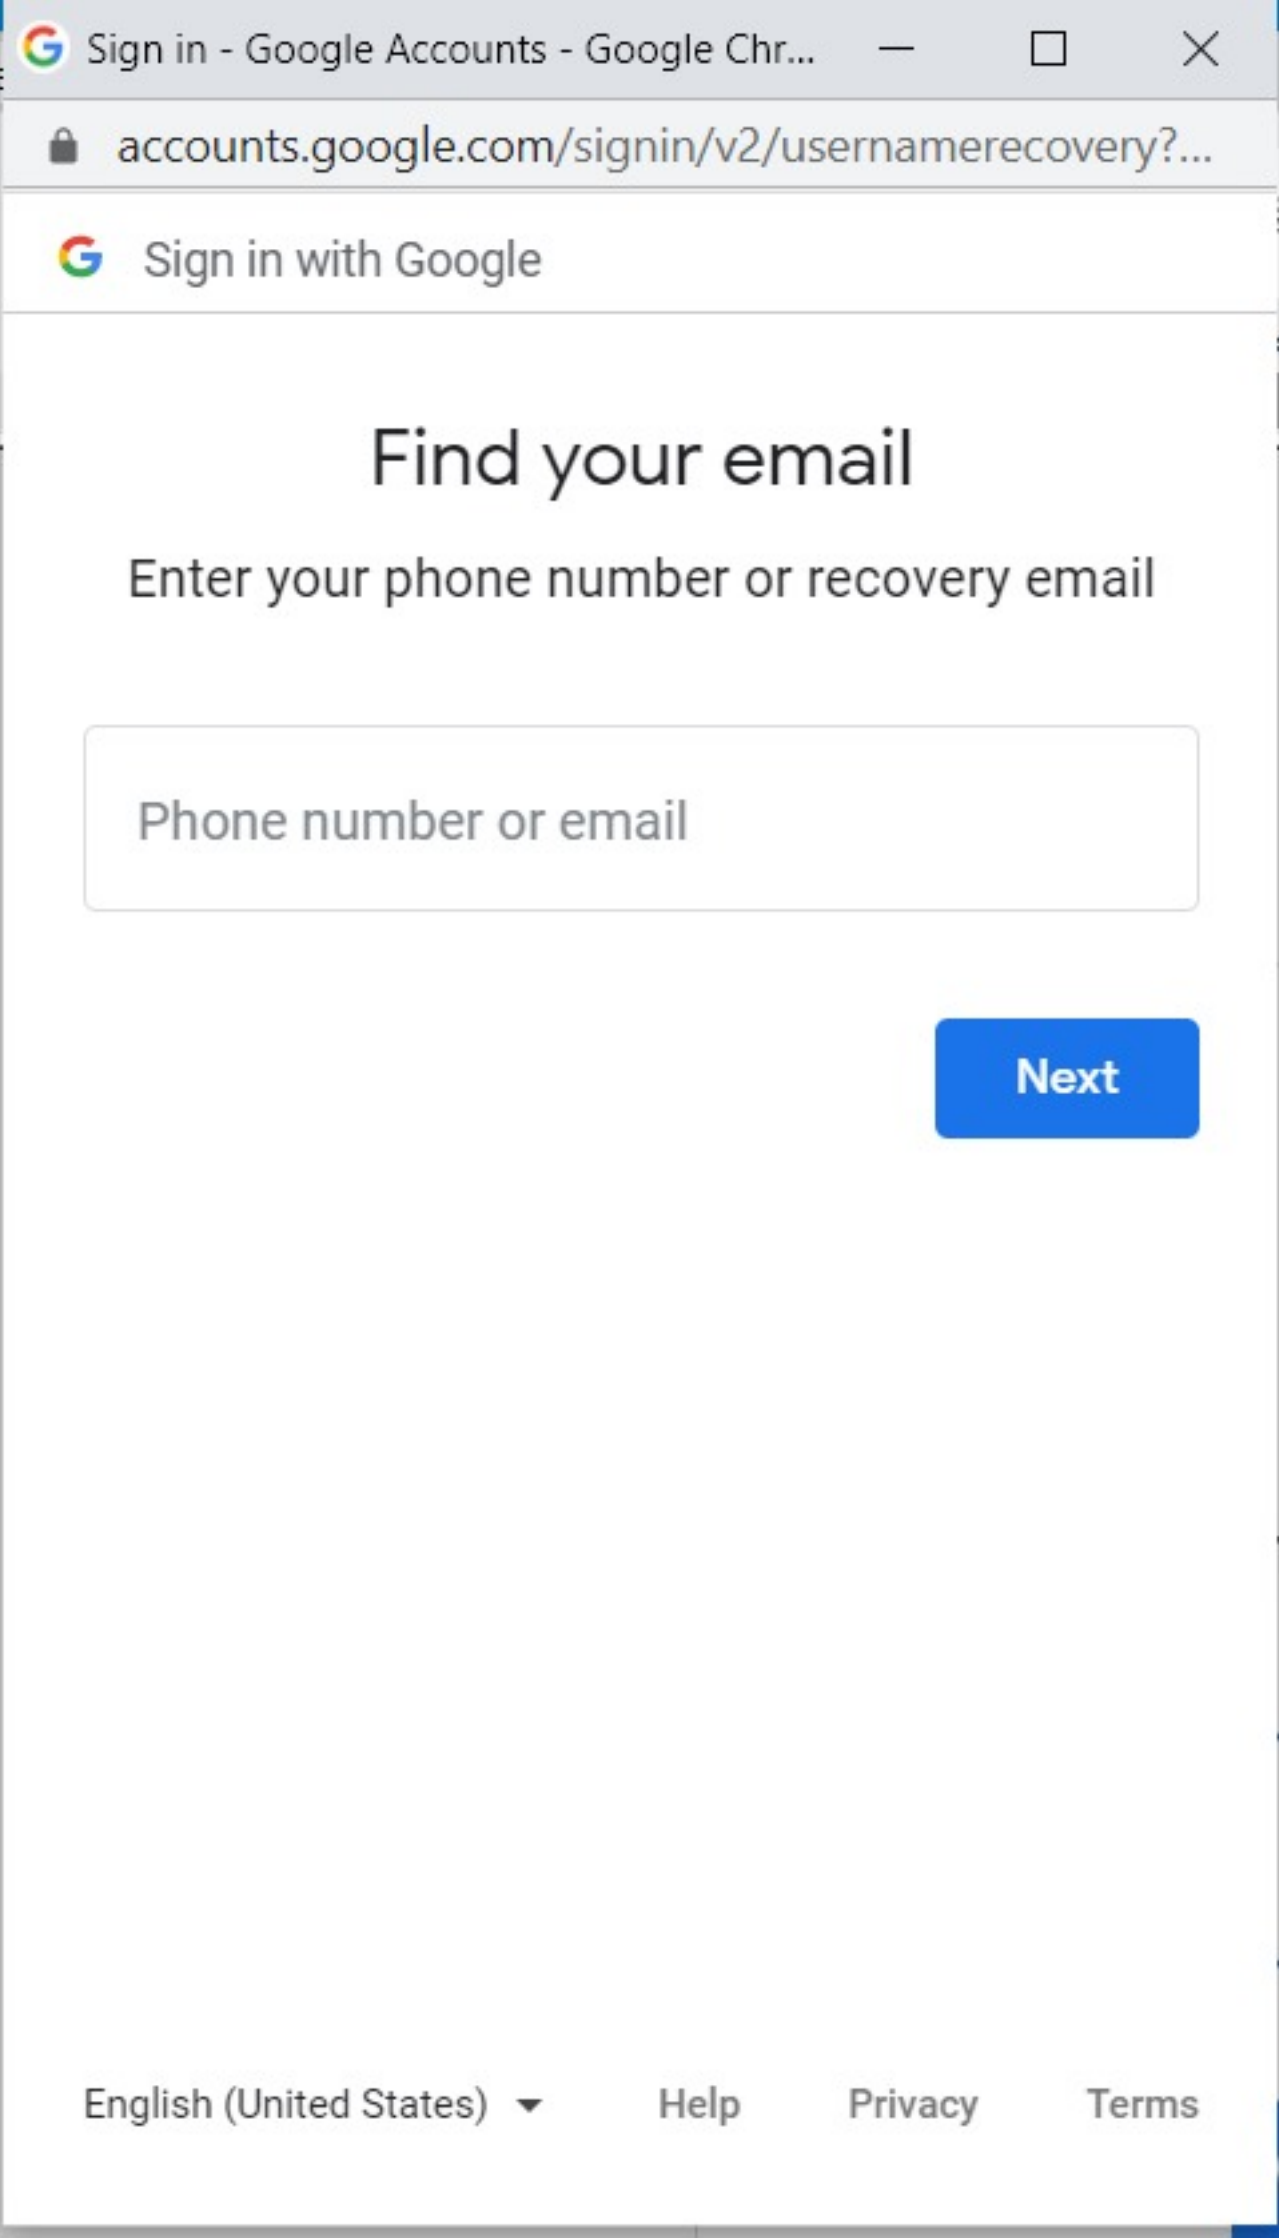 Sign in - Google Accounts - Google Chr...
accounts.google.com/signin/v2/usernamerecovery?...
Sign in with Google
Find your email
Enter your phone number or recovery email
Phone number or email
Next
English (United States) Help Privacy Terms